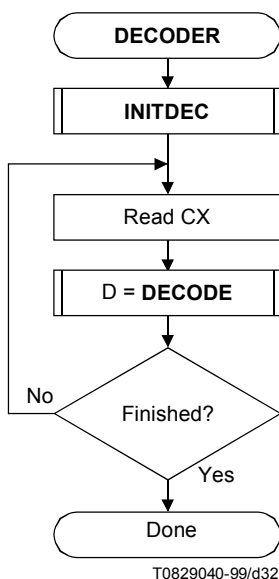 DECODER
INITDEC
Read CX
D = DECODE
No
Finished?
Yes
Done
T0829040-99/d32